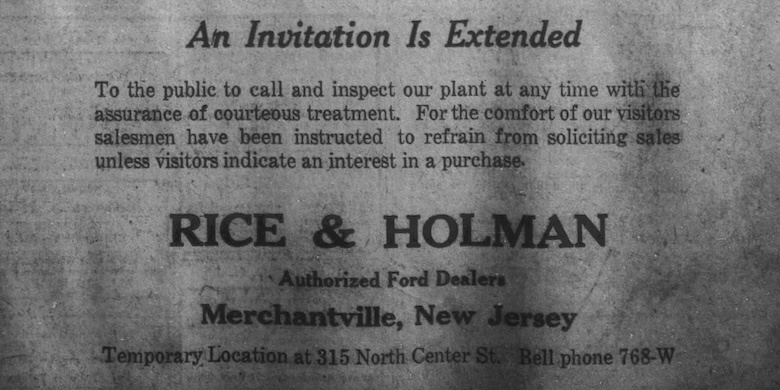 An Invitation Is Extended
To the public to call and inspect our plant at any time with the
assurance of courteous treatment. For the comfort of our visitors
salesmen have been instructed to refrain from soliciting sales
unless visitors indicate an interest in a purchase.
RICE & HOLMAN
Authorized Ford Dealers
Merchantville, New Jersey
Temporary Location at 315 North Center St. Bell phone 768-W